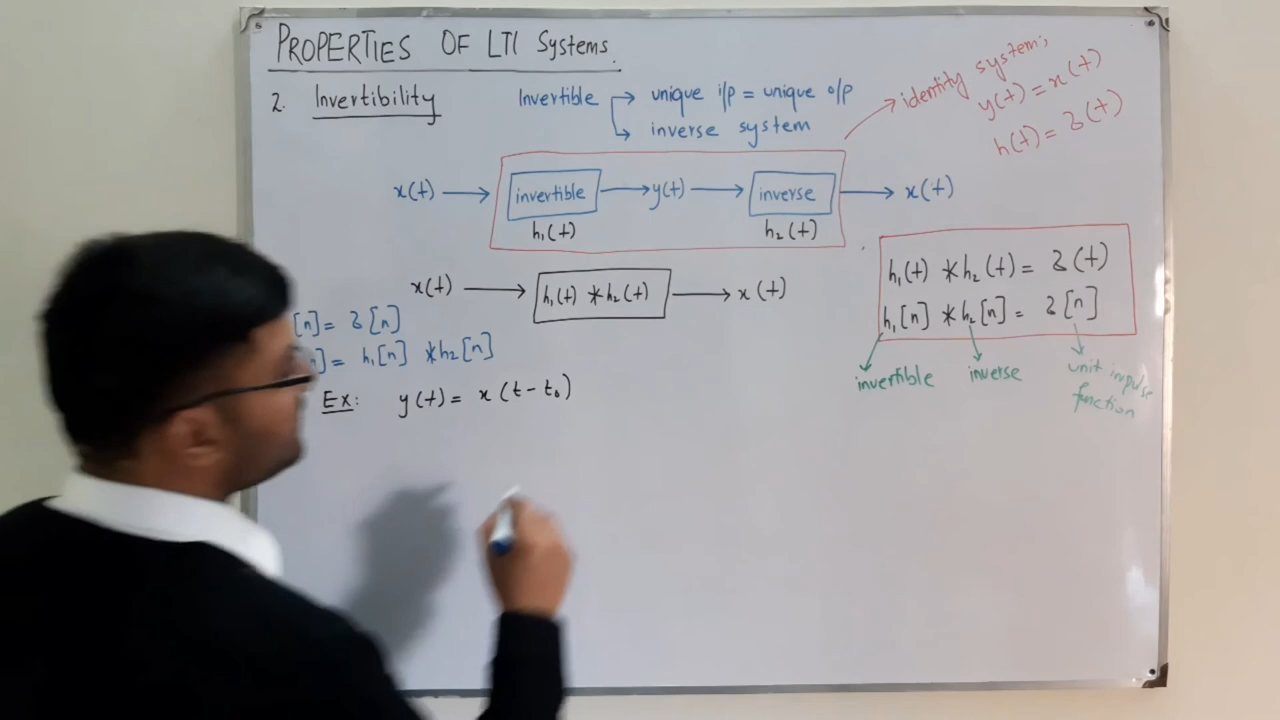 PROPERTIES OF LTI Systems.
2. Invertibility
Invertible → unique i/p = unique o/p
→ inverse system
identity system;
y(t) = x(t)
h(t) = δ(t)
x(t) → invertible → y(t) → inverse → x(t)
h₁(t) h₂(t)
x(t) → h₁(t) * h₂(t) → x(t)
h₁(t) * h₂(t) = δ(t)
h₁[n] * h₂[n] = δ[n]
invertible inverse unit impulse
function
[n] = δ[n]
[n] = h₁[n] * h₂[n]
Ex: y(t) = x(t - t₀)